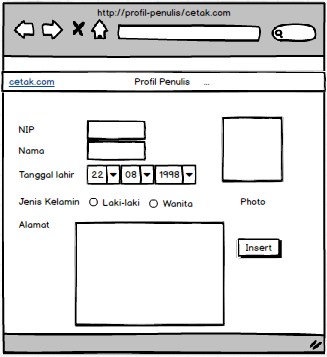 http://profil-penulis/cetak.com
cetak.com Profil Penulis ...
NIP
Nama
Tanggal lahir 22 08 1998
Jenis Kelamin Laki-laki Wanita Photo
Alamat
Insert